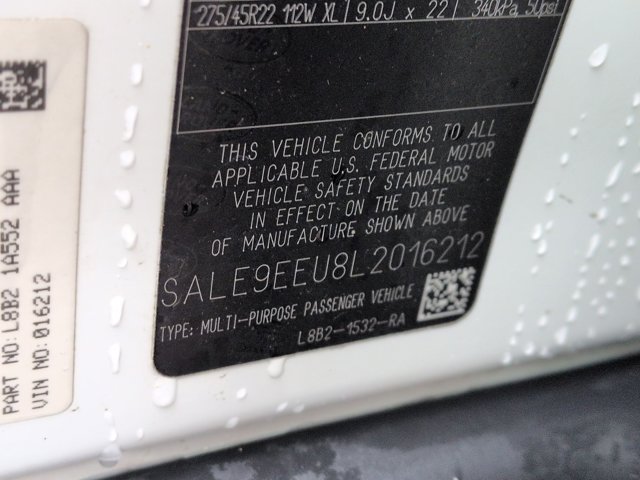 275/45R22 112W XL 9.0J x 22 340kPa, 50psi
THIS VEHICLE CONFORMS TO ALL
APPLICABLE U.S. FEDERAL MOTOR
VEHICLE SAFETY STANDARDS
IN EFFECT ON THE DATE
OF MANUFACTURE SHOWN ABOVE
SALE9EEU8L2016212
TYPE: MULTI-PURPOSE PASSENGER VEHICLE
L8B2-1532-RA
PART NO: L8B2 1A552 AAA
VIN NO: 016212